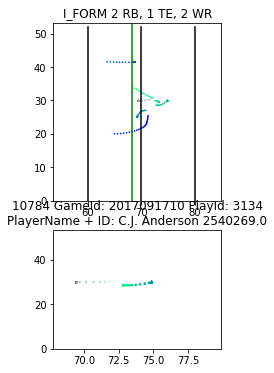 I_FORM 2 RB, 1 TE, 2 WR
50
40
30
20
10
0
60 70 80
10784 GameId: 2017091710 PlayId: 3134
PlayerName + ID: C.J. Anderson 2540269.0
40
20
0
70.0 72.5 75.0 77.5